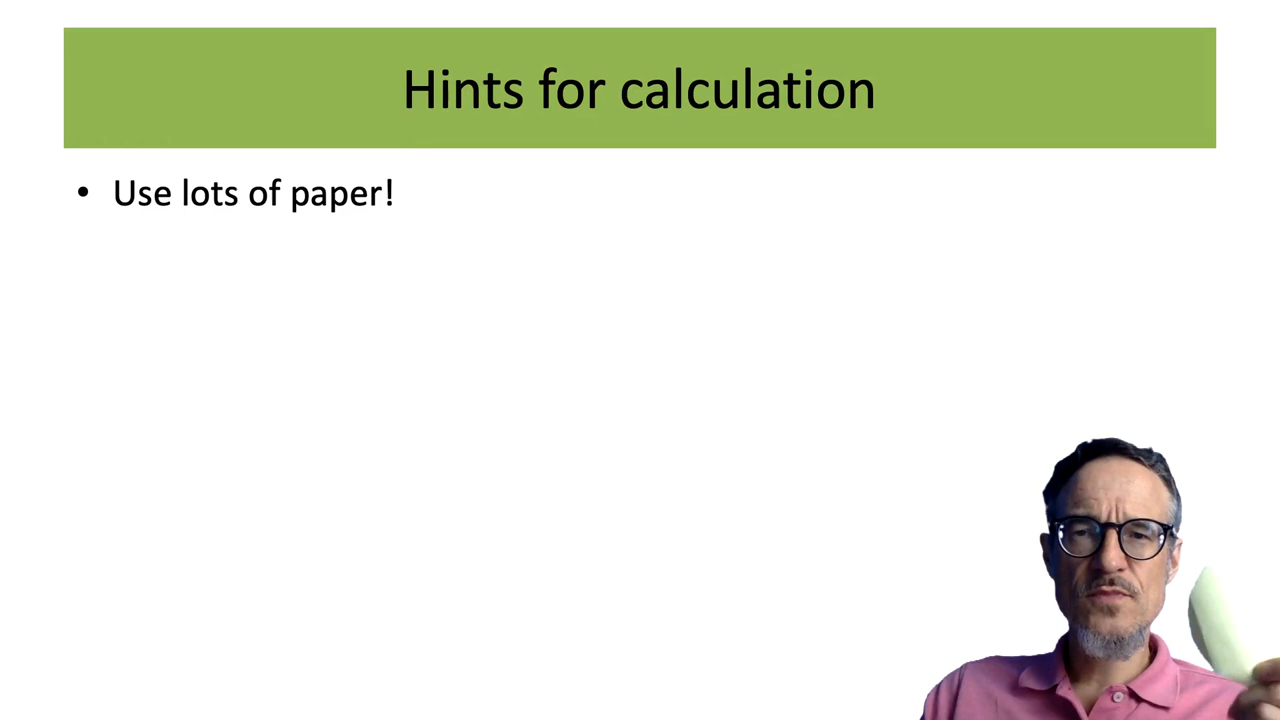 Hints for calculation
• Use lots of paper!